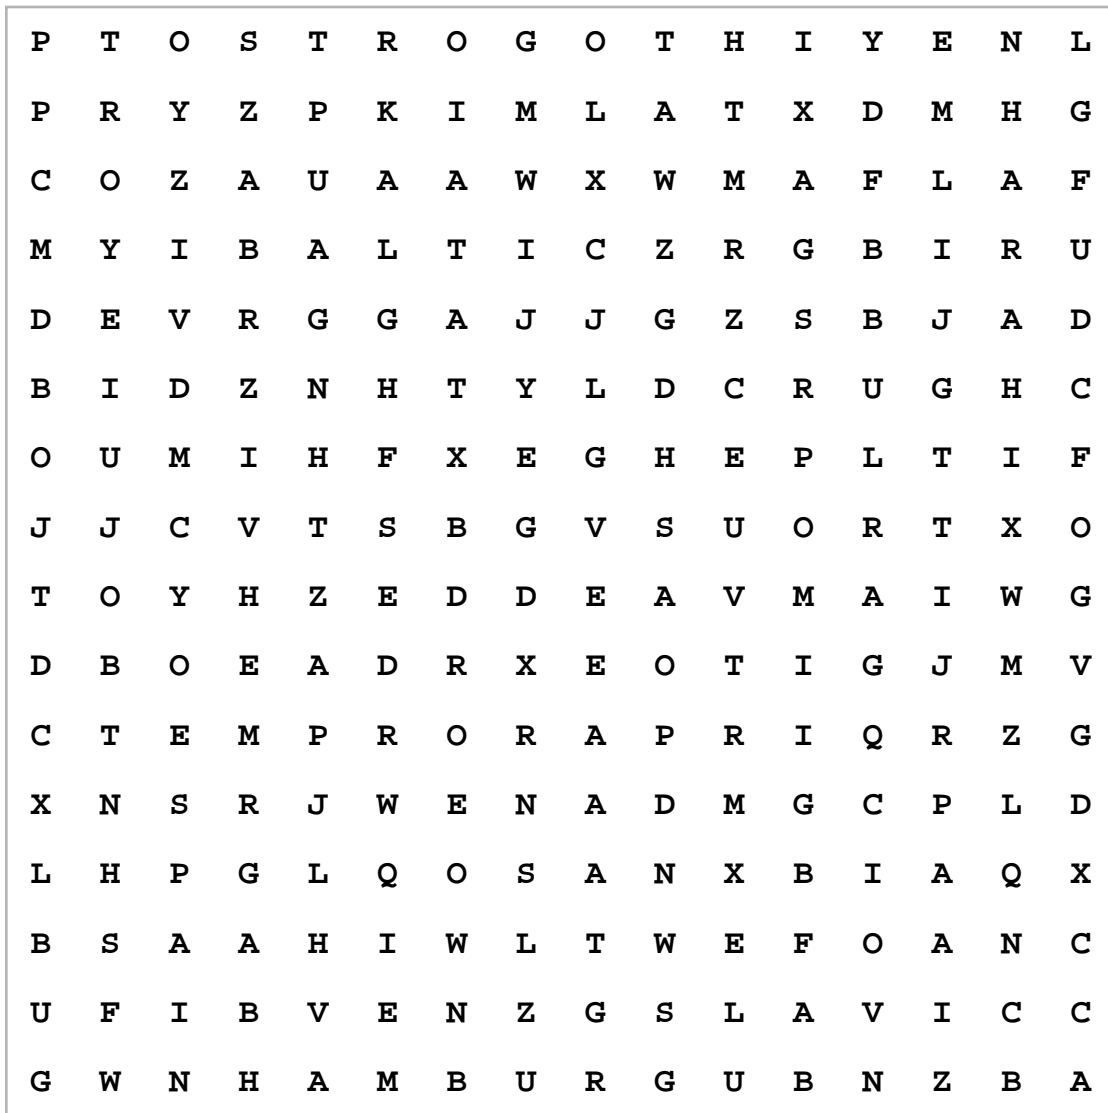 P T O S T R O G O T H I Y E N L
P R Y Z P K I M L A T X D M H G
C O Z A U A A W X W M A F L A F
M Y I B A L T I C Z R G B I R U
D E V R G G A J J G Z S B J A D
B I D Z N H T Y L D C R U G H C
O U M I H F X E G H E P L T I F
J J C V T S B G V S U O R T X O
T O Y H Z E D D E A V M A I W G
D B O E A D R X E O T I G J M V
C T E M P R O R A P R I Q R Z G
X N S R J W E N A D M G C P L D
L H P G L Q O S A N X B I A Q X
B S A A H I W L T W E F O A N C
U F I B V E N Z G S L A V I C C
G W N H A M B U R G U B N Z B A